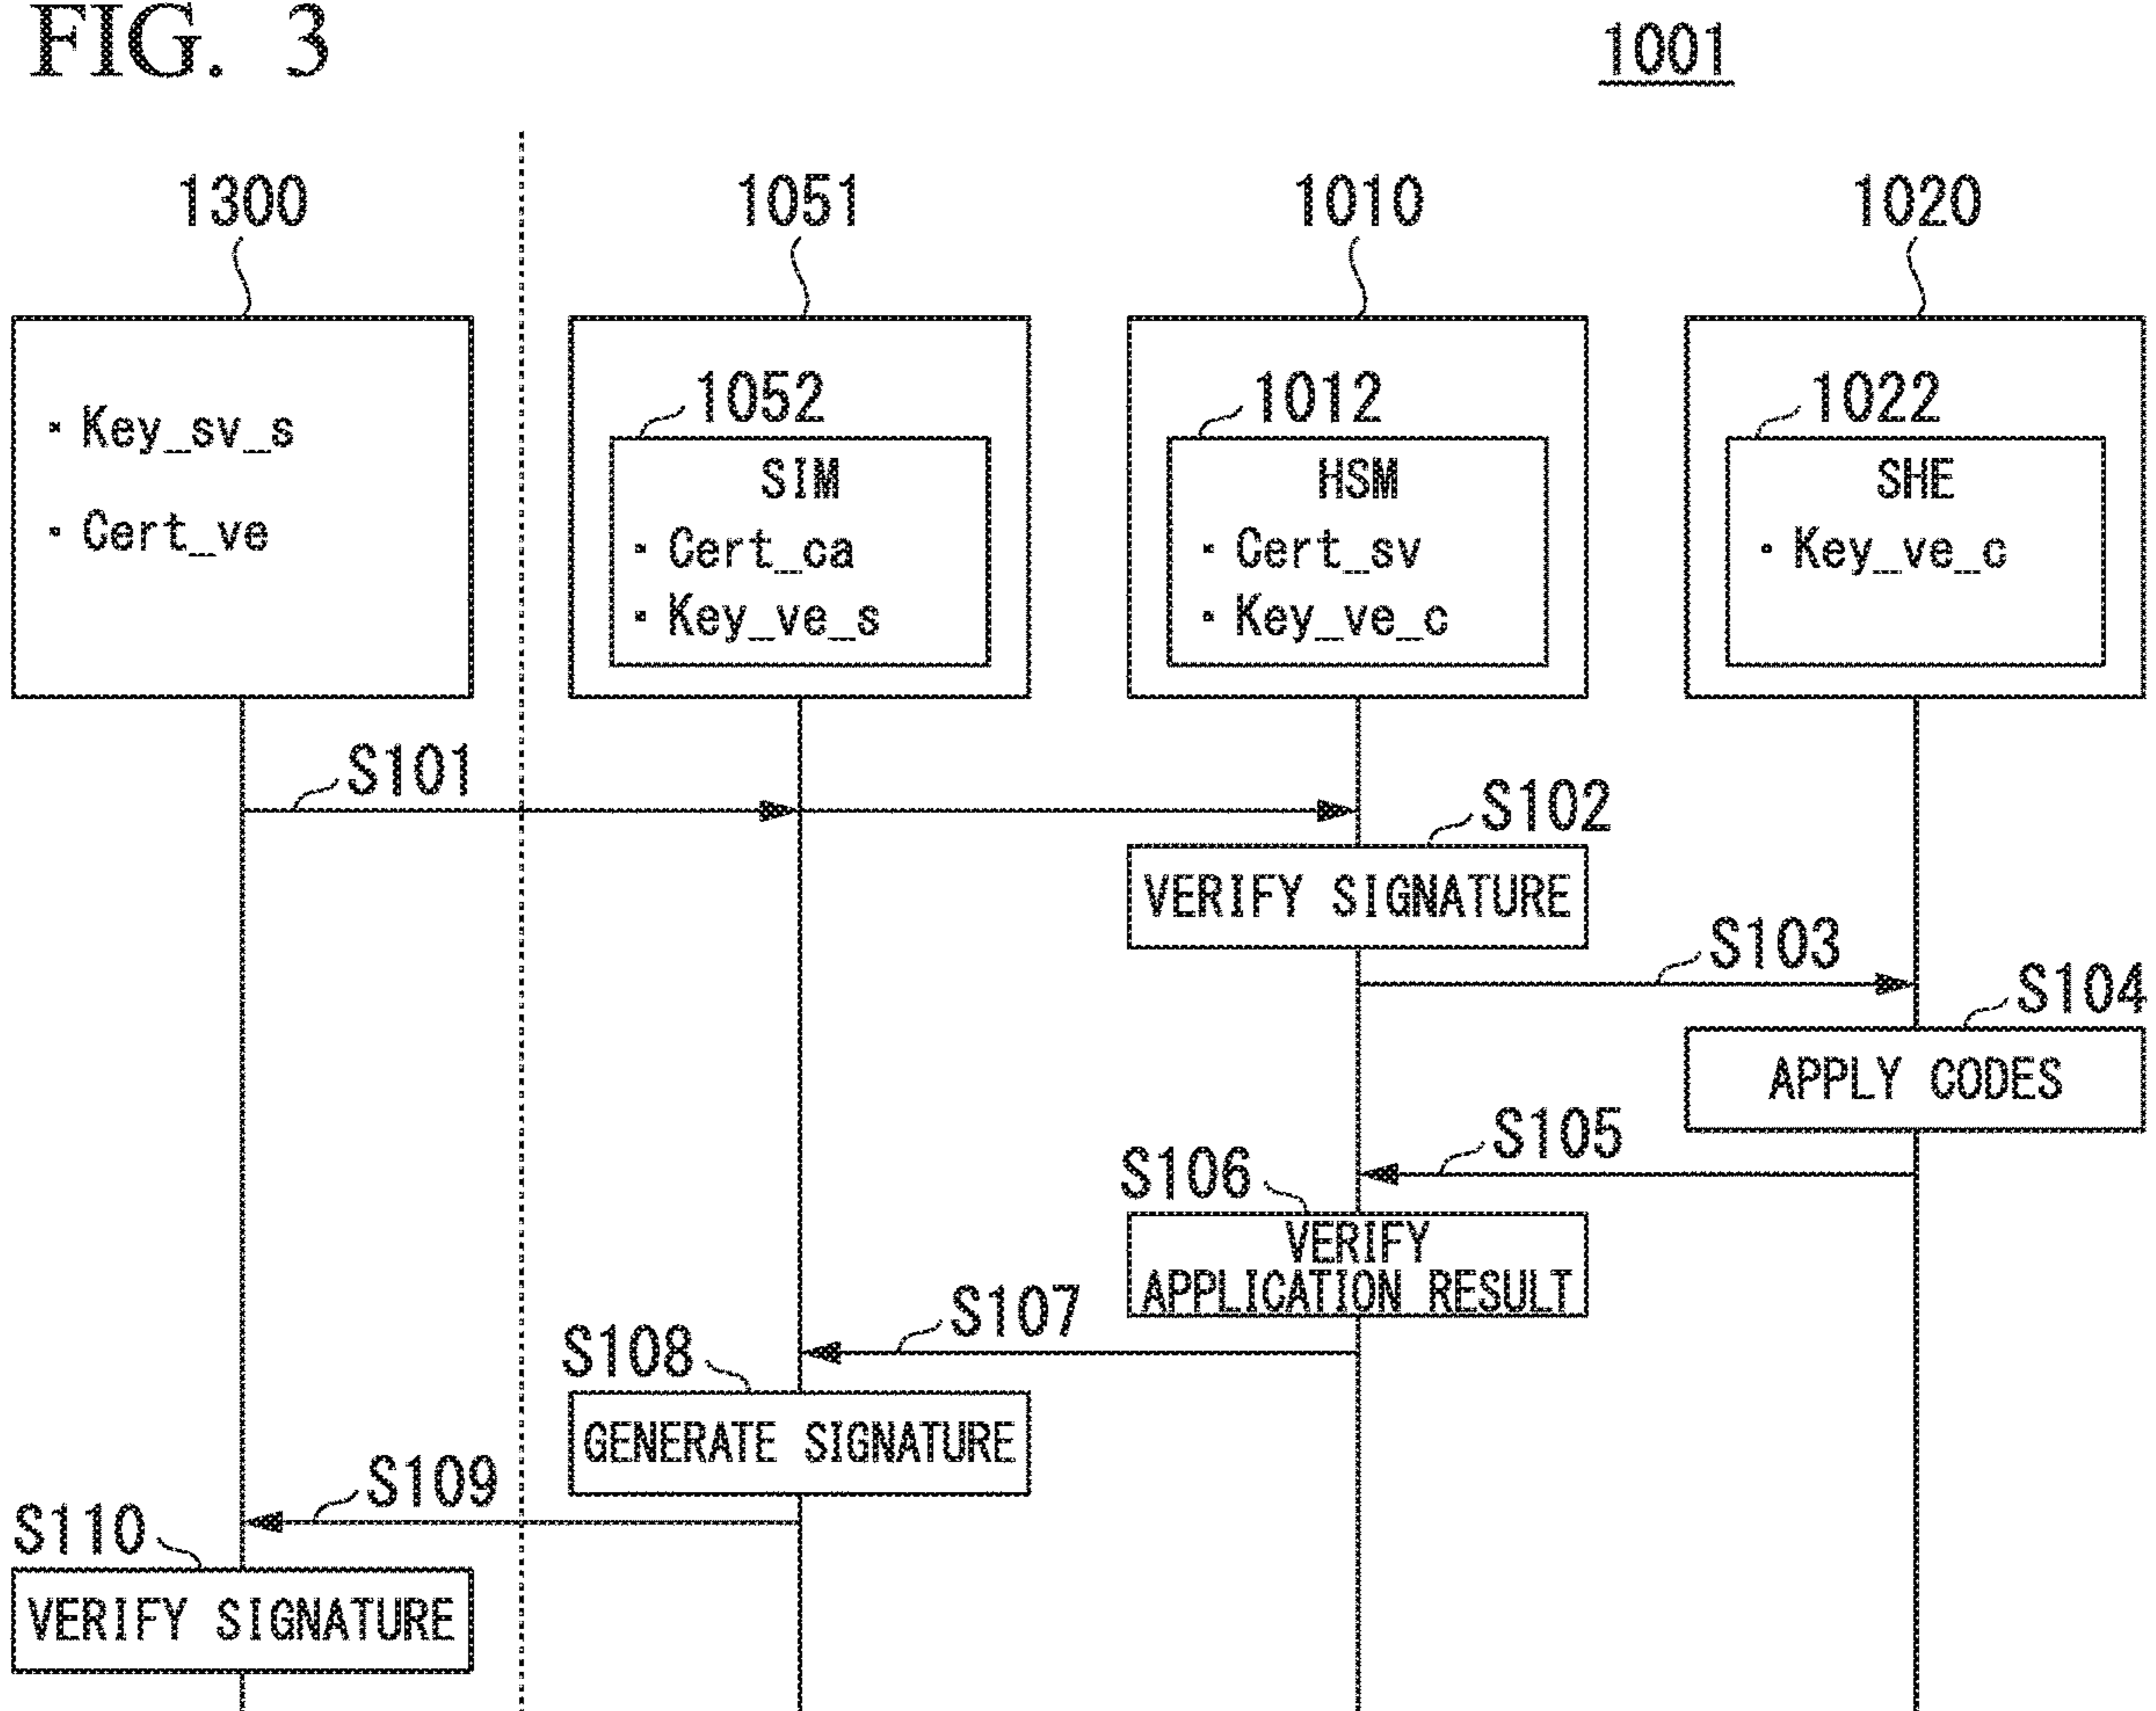 FIG. 3
1001
1300 1051 1010 1020
1052 1012 1022
· Key_sv_s
· Cert_ve
SIM
· Cert_ca
· Key_ve_s
HSM
· Cert_sv
· Key_ve_c
SHE
· Key_ve_c
S101
S102
VERIFY SIGNATURE
S103
S104
APPLY CODES
S105
S106
VERIFY
APPLICATION RESULT
S107
S108
GENERATE SIGNATURE
S109
S110
VERIFY SIGNATURE